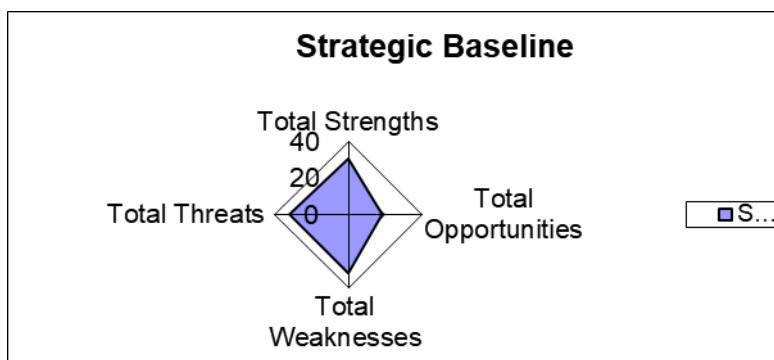 Strategic Baseline
Total Strengths
40
20
0
Total Threats
Total
Opportunities
S...
Total
Weaknesses